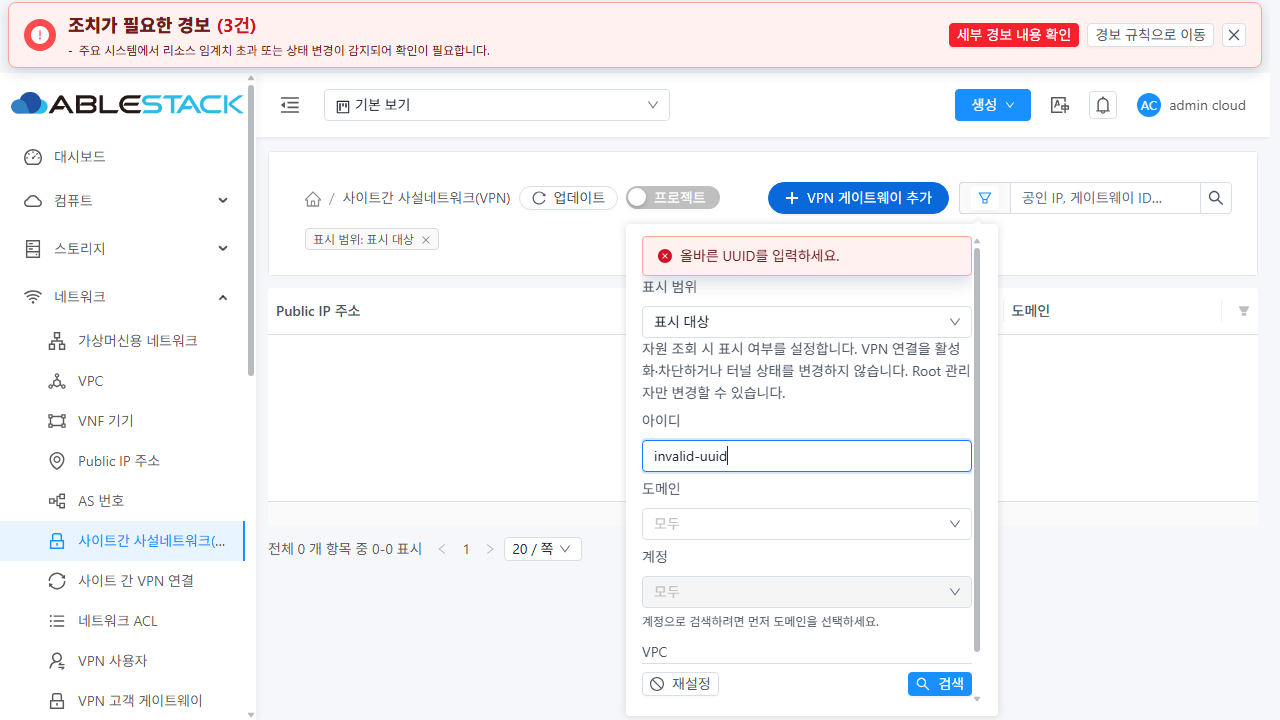 조치가 필요한 경보 (3건)
- 주요 시스템에서 리소스 임계치 초과 또는 상태 변경이 감지되어 확인이 필요합니다.
세부 경보 내용 확인
경보 규칙으로 이동
ABLESTACK
기본 보기
생성
AC
admin cloud
대시보드
컴퓨트
스토리지
네트워크
가상머신용 네트워크
VPC
VNF 기기
Public IP 주소
AS 번호
사이트간 사설네트워크(...
사이트 간 VPN 연결
네트워크 ACL
VPN 사용자
VPN 고객 게이트웨이
/ 사이트간 사설네트워크(VPN)
업데이트
프로젝트
VPN 게이트웨이 추가
공인 IP, 게이트웨이 ID...
표시 범위: 표시 대상
Public IP 주소
도메인
전체 0 개 항목 중 0-0 표시
1
20 / 쪽
올바른 UUID를 입력하세요.
표시 범위
표시 대상
자원 조회 시 표시 여부를 설정합니다. VPN 연결을 활성
화·차단하거나 터널 상태를 변경하지 않습니다. Root 관리
자만 변경할 수 있습니다.
아이디
invalid-uuid
도메인
모두
계정
모두
계정으로 검색하려면 먼저 도메인을 선택하세요.
VPC
재설정
검색